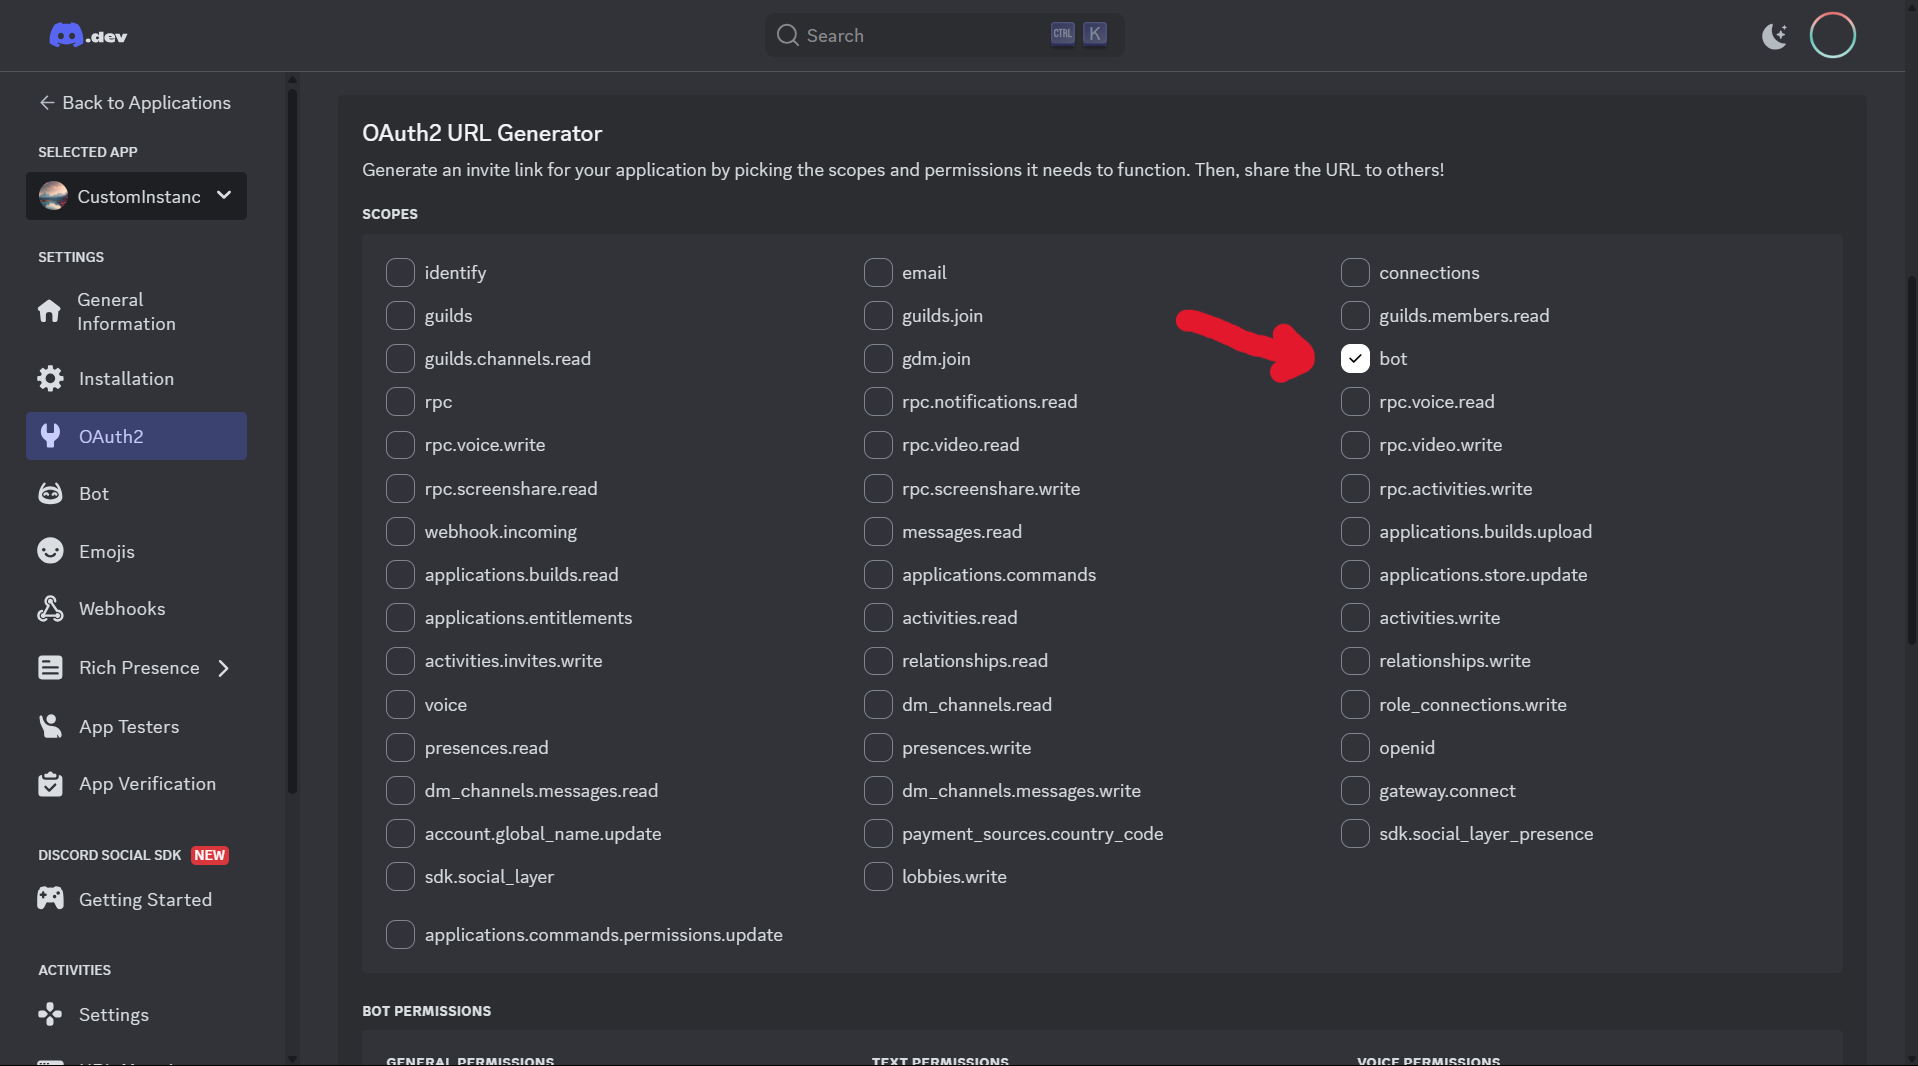 .dev
Search
CTRL K
Back to Applications
SELECTED APP
CustomInstanc
SETTINGS
General
Information
Installation
OAuth2
Bot
Emojis
Webhooks
Rich Presence
App Testers
App Verification
DISCORD SOCIAL SDK NEW
Getting Started
ACTIVITIES
Settings
OAuth2 URL Generator
Generate an invite link for your application by picking the scopes and permissions it needs to function. Then, share the URL to others!
SCOPES
identify email connections
guilds guilds.join guilds.members.read
guilds.channels.read gdm.join bot
rpc rpc.notifications.read rpc.voice.read
rpc.voice.write rpc.video.read rpc.video.write
rpc.screenshare.read rpc.screenshare.write rpc.activities.write
webhook.incoming messages.read applications.builds.upload
applications.builds.read applications.commands applications.store.update
applications.entitlements activities.read activities.write
activities.invites.write relationships.read relationships.write
voice dm_channels.read role_connections.write
presences.read presences.write openid
dm_channels.messages.read dm_channels.messages.write gateway.connect
account.global_name.update payment_sources.country_code sdk.social_layer_presence
sdk.social_layer lobbies.write
applications.commands.permissions.update
BOT PERMISSIONS
GENERAL PERMISSIONS TEXT PERMISSIONS VOICE PERMISSIONS